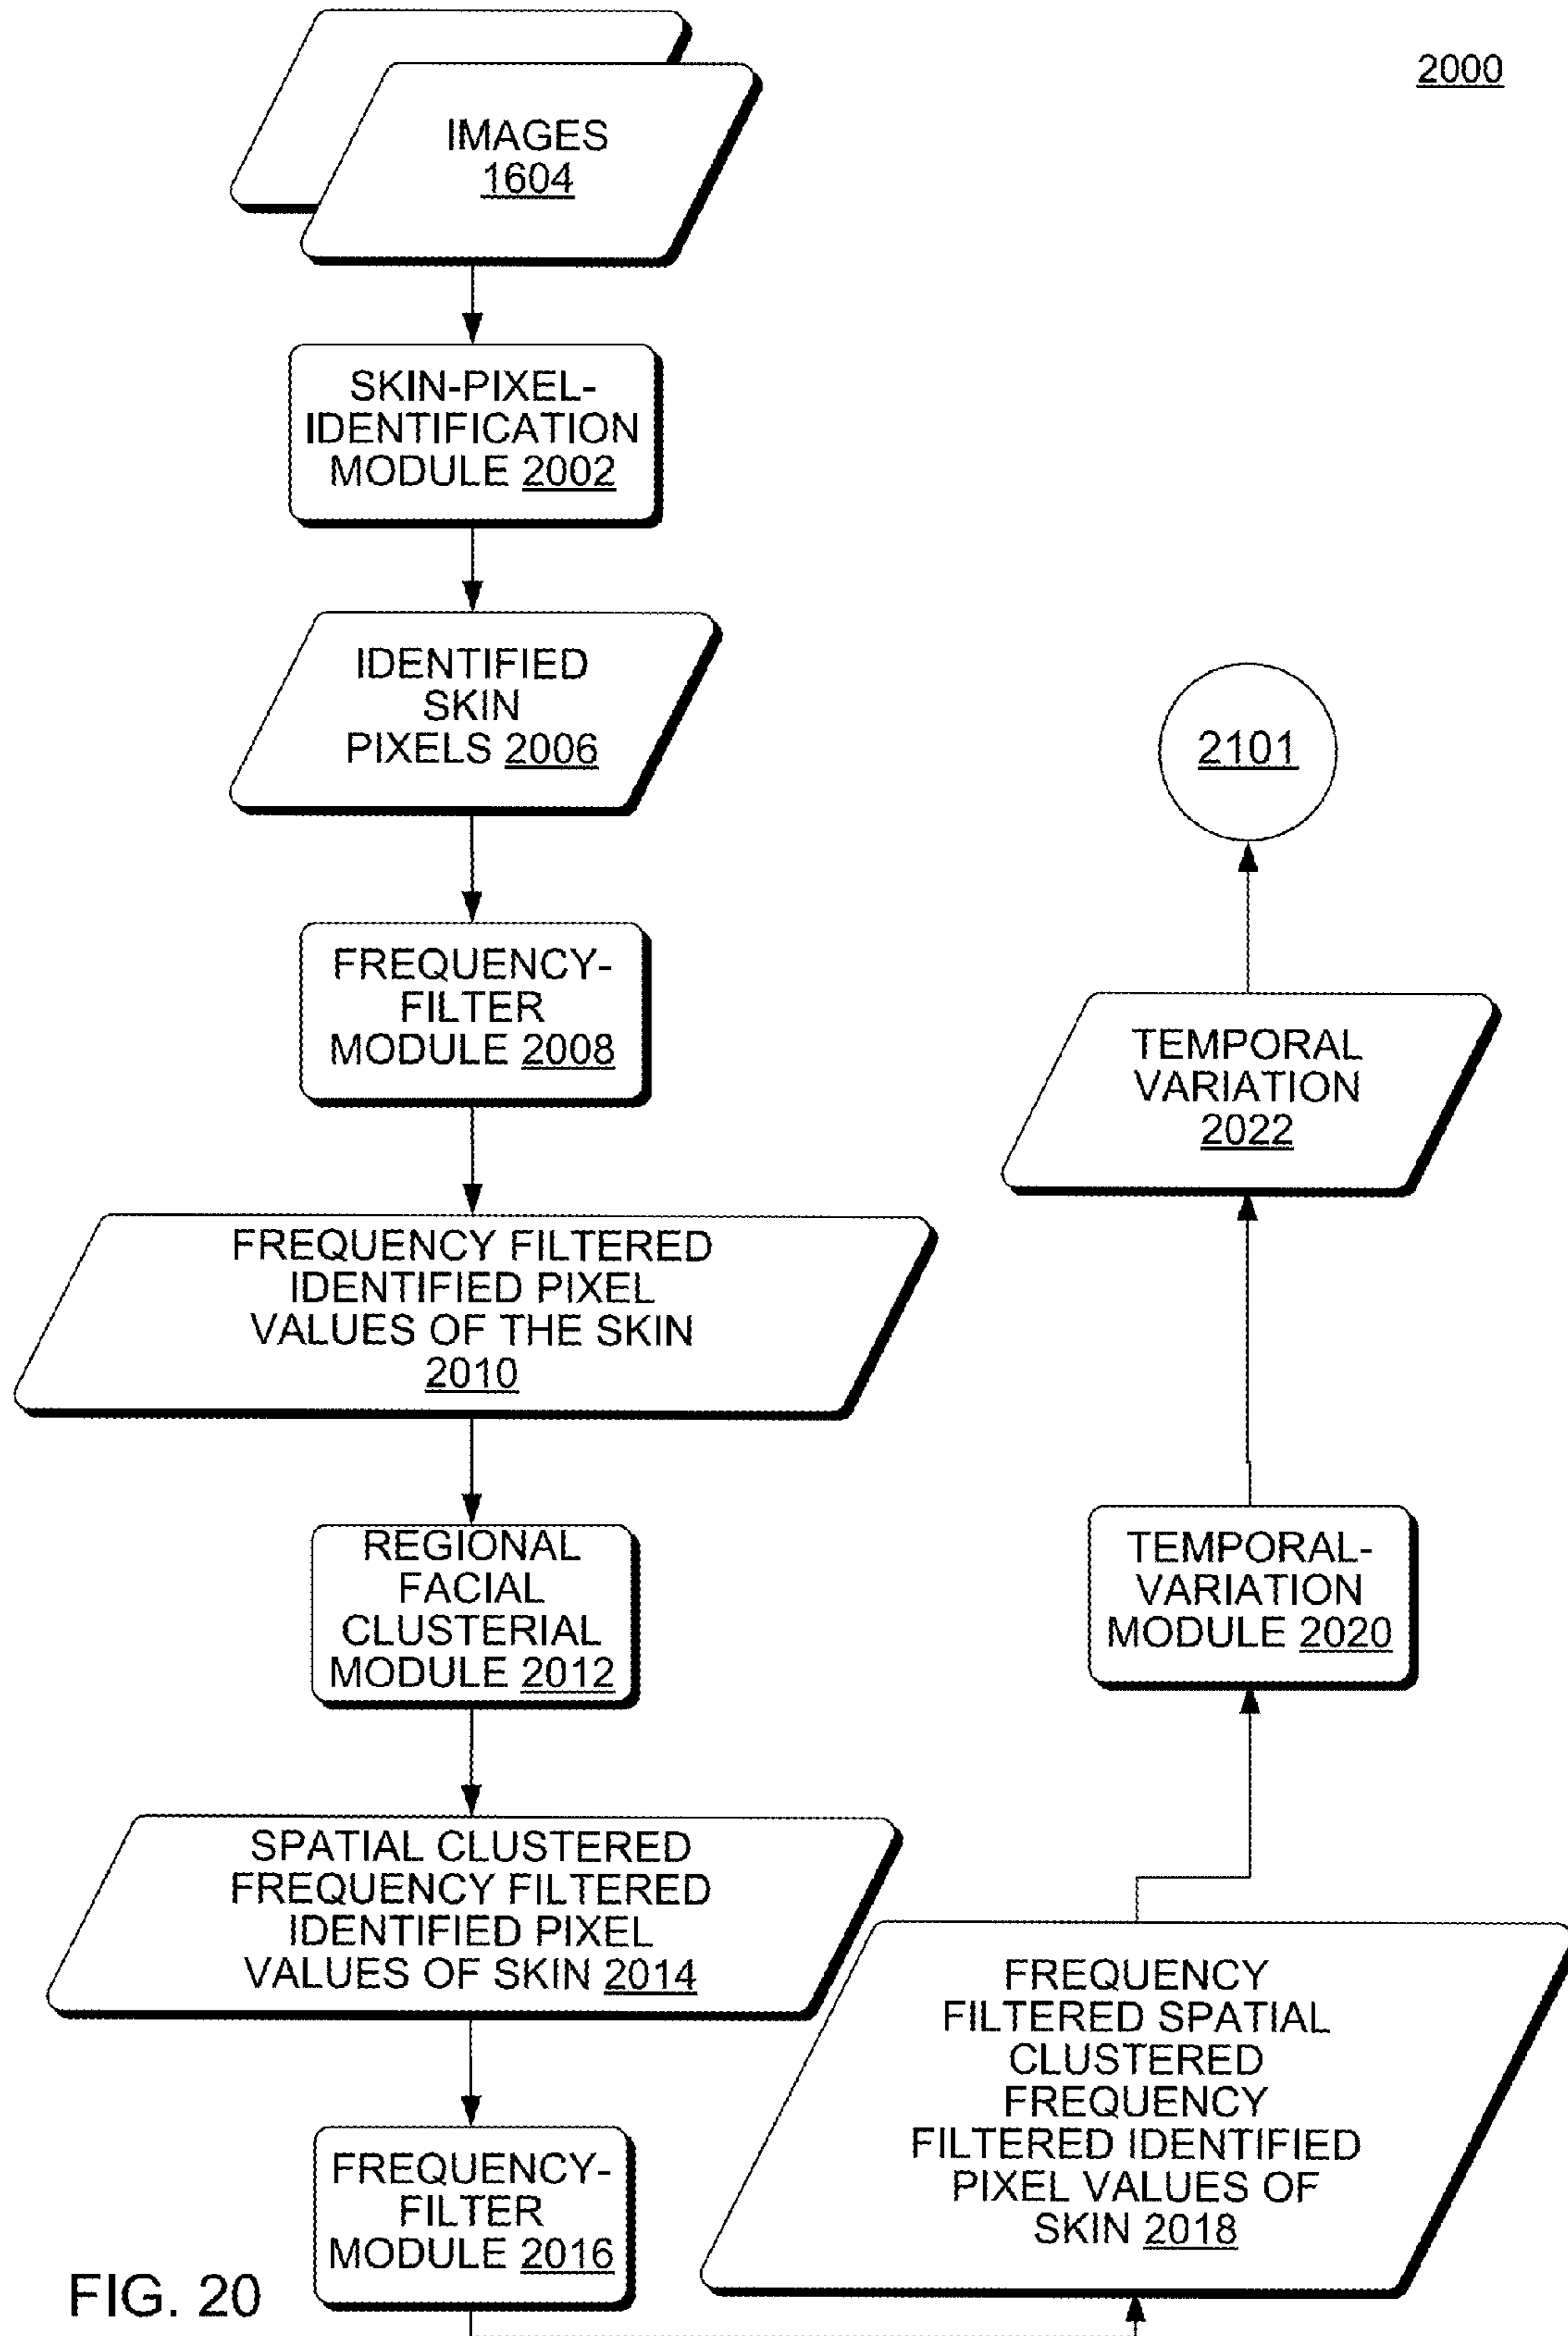 2000
IMAGES
1604
SKIN-PIXEL-
IDENTIFICATION
MODULE 2002
IDENTIFIED
SKIN
PIXELS 2006
FREQUENCY-
FILTER
MODULE 2008
FREQUENCY FILTERED
IDENTIFIED PIXEL
VALUES OF THE SKIN
2010
REGIONAL
FACIAL
CLUSTERIAL
MODULE 2012
SPATIAL CLUSTERED
FREQUENCY FILTERED
IDENTIFIED PIXEL
VALUES OF SKIN 2014
FREQUENCY-
FILTER
MODULE 2016
FREQUENCY
FILTERED SPATIAL
CLUSTERED
FREQUENCY
FILTERED IDENTIFIED
PIXEL VALUES OF
SKIN 2018
TEMPORAL-
VARIATION
MODULE 2020
TEMPORAL
VARIATION
2022
2101
FIG. 20